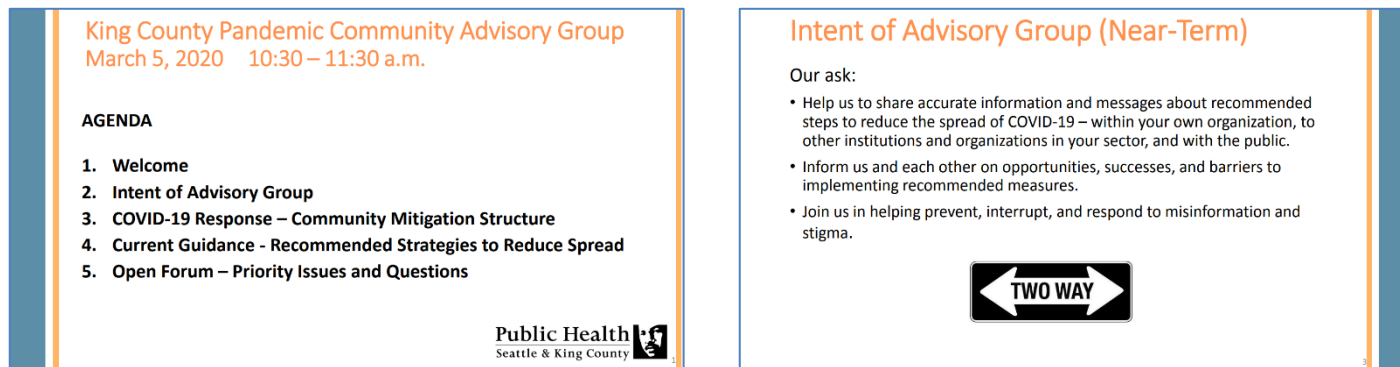 King County Pandemic Community Advisory Group
March 5, 2020 10:30 – 11:30 a.m.
AGENDA
1. Welcome
2. Intent of Advisory Group
3. COVID-19 Response – Community Mitigation Structure
4. Current Guidance - Recommended Strategies to Reduce Spread
5. Open Forum – Priority Issues and Questions
Public Health
Seattle & King County
1
Intent of Advisory Group (Near-Term)
Our ask:
• Help us to share accurate information and messages about recommended
steps to reduce the spread of COVID-19 – within your own organization, to
other institutions and organizations in your sector, and with the public.
• Inform us and each other on opportunities, successes, and barriers to
implementing recommended measures.
• Join us in helping prevent, interrupt, and respond to misinformation and
stigma.
TWO WAY
3